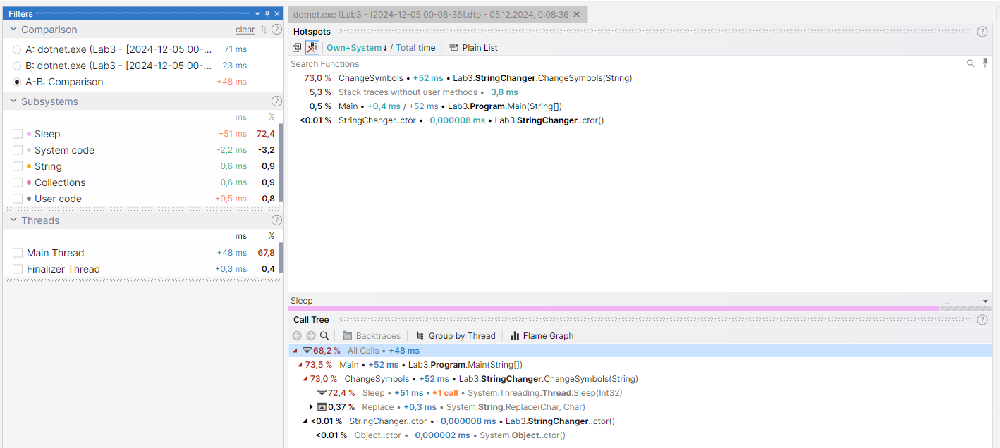 Filters
Comparison clear
A: dotnet.exe (Lab3 - [2024-12-05 00-... 71 ms
B: dotnet.exe (Lab3 - [2024-12-05 00-... 23 ms
A-B: Comparison +48 ms
Subsystems
ms %
Sleep +51 ms 72,4
System code -2,2 ms -3,2
String -0,6 ms -0,9
Collections -0,6 ms -0,9
User code +0,5 ms 0,8
Threads
ms %
Main Thread +48 ms 67,8
Finalizer Thread +0,3 ms 0,4
dotnet.exe (Lab3 - [2024-12-05 00-08-36].dtp - 05.12.2024, 0:08:36
Hotspots
Own+System / Total time Plain List
Search Functions
73,0 % ChangeSymbols • +52 ms • Lab3.StringChanger.ChangeSymbols(String)
-5,3 % Stack traces without user methods • -3,8 ms
0,5 % Main • +0,4 ms / +52 ms • Lab3.Program.Main(String[])
<0.01 % StringChanger..ctor • -0,000008 ms • Lab3.StringChanger..ctor()
Sleep ...
Call Tree
Backtraces Group by Thread Flame Graph
68,2 % All Calls • +48 ms
73,5 % Main • +52 ms • Lab3.Program.Main(String[])
73,0 % ChangeSymbols • +52 ms • Lab3.StringChanger.ChangeSymbols(String)
72,4 % Sleep • +51 ms • +1 call • System.Threading.Thread.Sleep(Int32)
0,37 % Replace • +0,3 ms • System.String.Replace(Char, Char)
<0.01 % StringChanger..ctor • -0,000008 ms • Lab3.StringChanger..ctor()
<0.01 % Object..ctor • -0,000002 ms • System.Object..ctor()